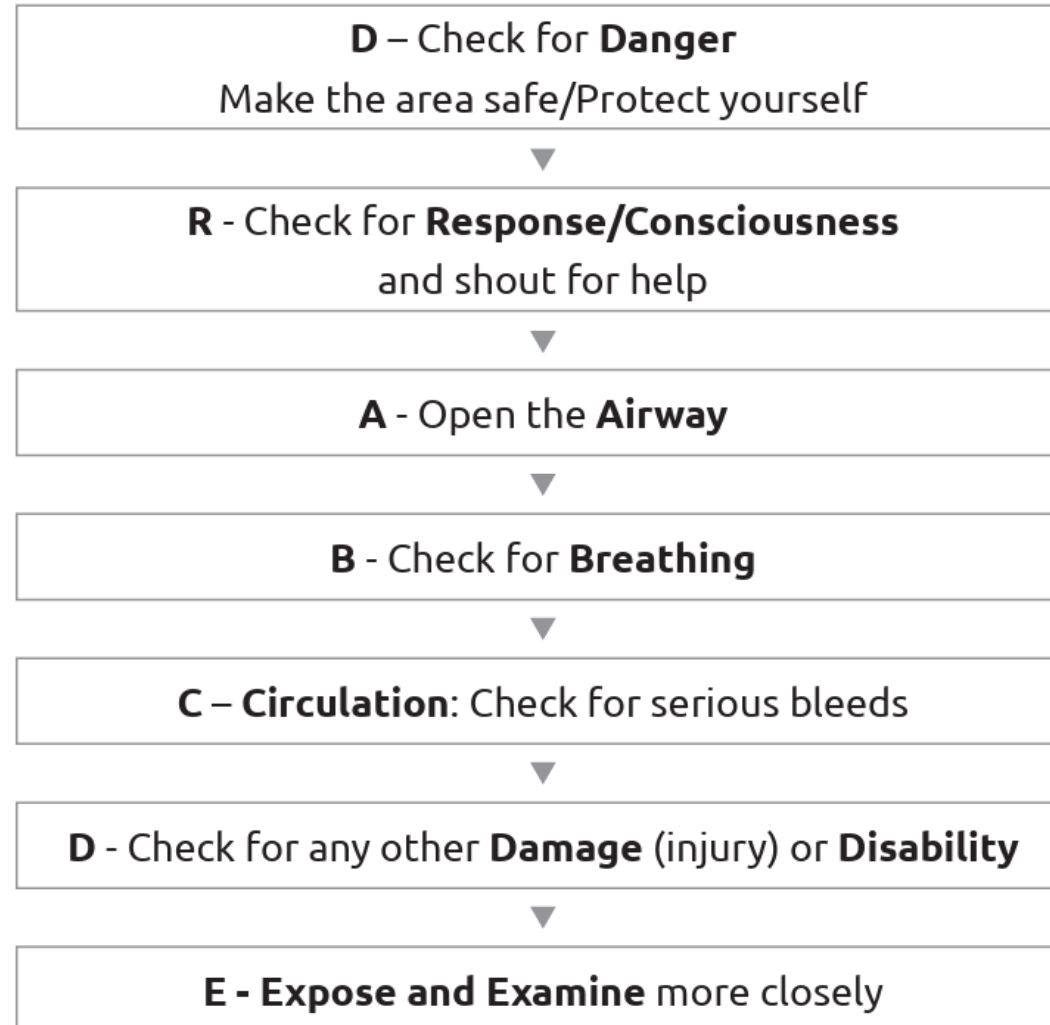 D – Check for Danger
Make the area safe/Protect yourself
R - Check for Response/Consciousness
and shout for help
A - Open the Airway
B - Check for Breathing
C – Circulation: Check for serious bleeds
D - Check for any other Damage (injury) or Disability
E - Expose and Examine more closely